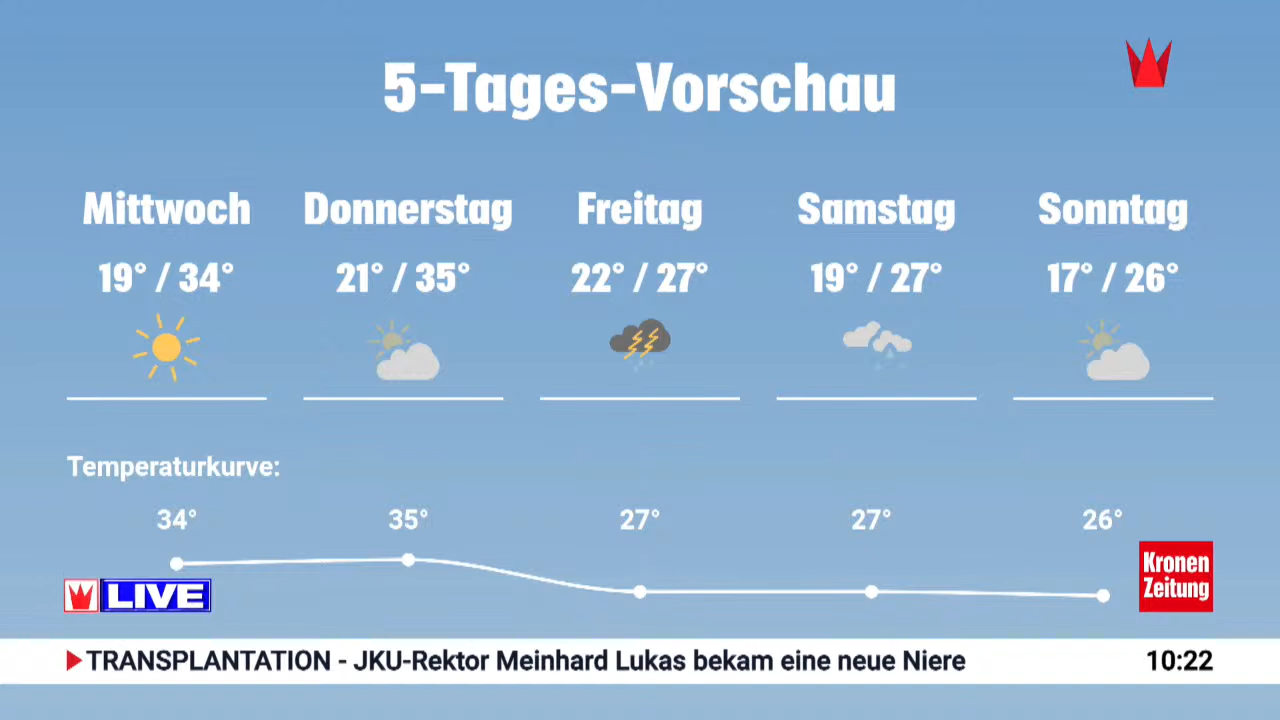 5-Tages-Vorschau
Mittwoch Donnerstag Freitag Samstag Sonntag
19° / 34° 21° / 35° 22° / 27° 19° / 27° 17° / 26°
Temperaturkurve:
34° 35° 27° 27° 26°
LIVE
Kronen
Zeitung
TRANSPLANTATION - JKU-Rektor Meinhard Lukas bekam eine neue Niere 10:22